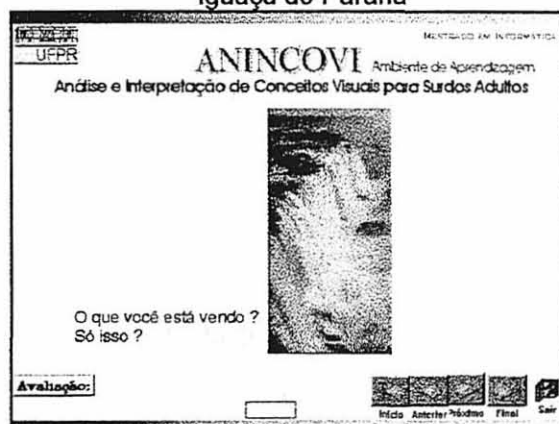 Iguaçu do Paraná
UFPR
MESTRADO EM INFORMÁTICA
ANINCOVI Ambiente de Aprendizagem
Análise e Interpretação de Conceitos Visuais para Surdos Adultos
O que você está vendo ?
Só isso ?
Avaliação:
Início Anterior Próximo Final Sair